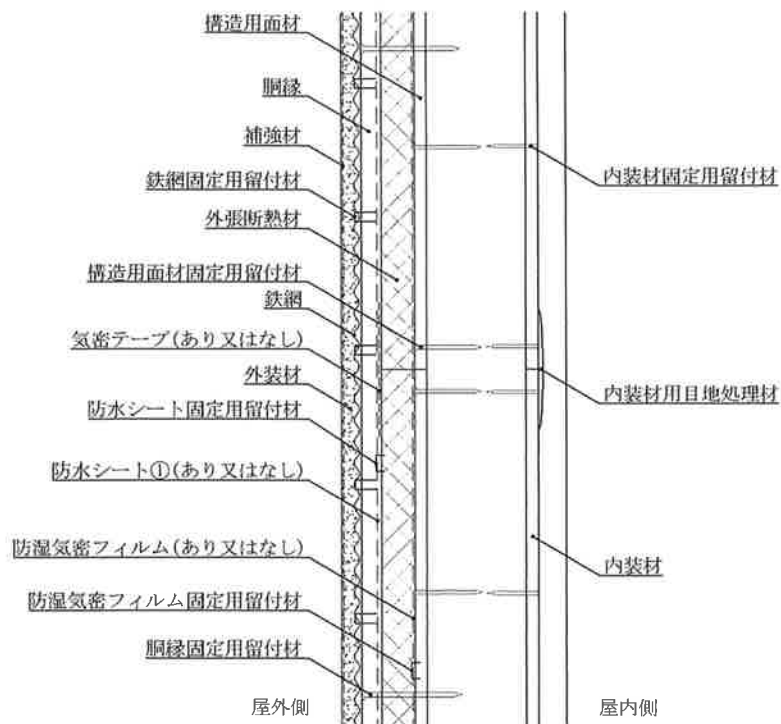 構造用面材
胴縁
補強材
鉄網固定用留付材
外張断熱材
構造用面材固定用留付材
鉄網
気密テープ(あり又はなし)
外装材
防水シート固定用留付材
防水シート①(あり又はなし)
防湿気密フィルム(あり又はなし)
防湿気密フィルム固定用留付材
胴縁固定用留付材
屋外側
内装材固定用留付材
内装材用目地処理材
内装材
屋内側